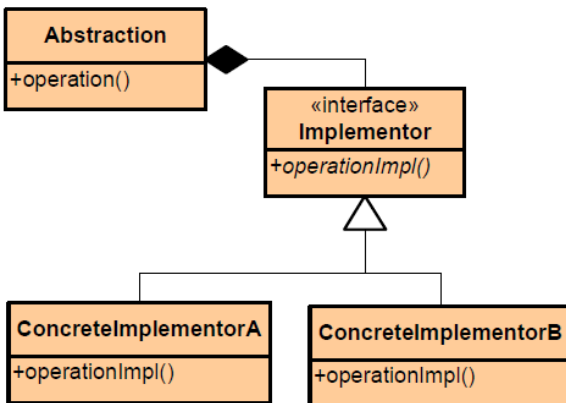 Abstraction
+operation()
«interface»
Implementor
+operationImpl()
ConcreteImplementorA
+operationImpl()
ConcreteImplementorB
+operationImpl()